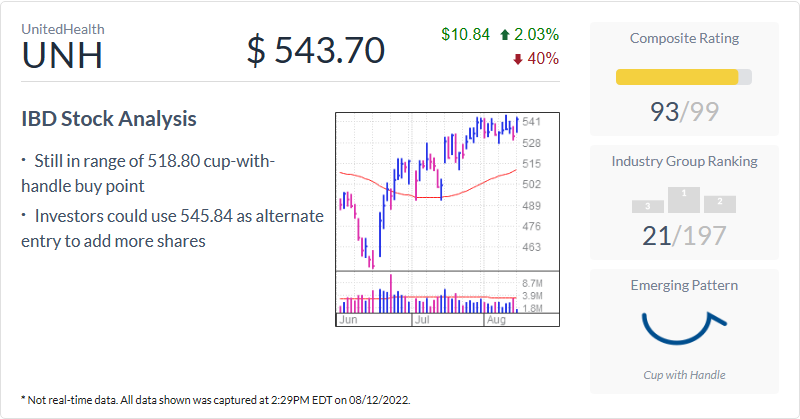 UnitedHealth
UNH
$ 543.70
$10.84 2.03%
40%
IBD Stock Analysis
· Still in range of 518.80 cup-with-
handle buy point
· Investors could use 545.84 as alternate
entry to add more shares
541
528
515
502
489
476
463
8.7M
3.9M
1.8M
Jun Jul Aug
Composite Rating
93/99
Industry Group Ranking
3 1 2
21/197
Emerging Pattern
Cup with Handle
* Not real-time data. All data shown was captured at 2:29PM EDT on 08/12/2022.